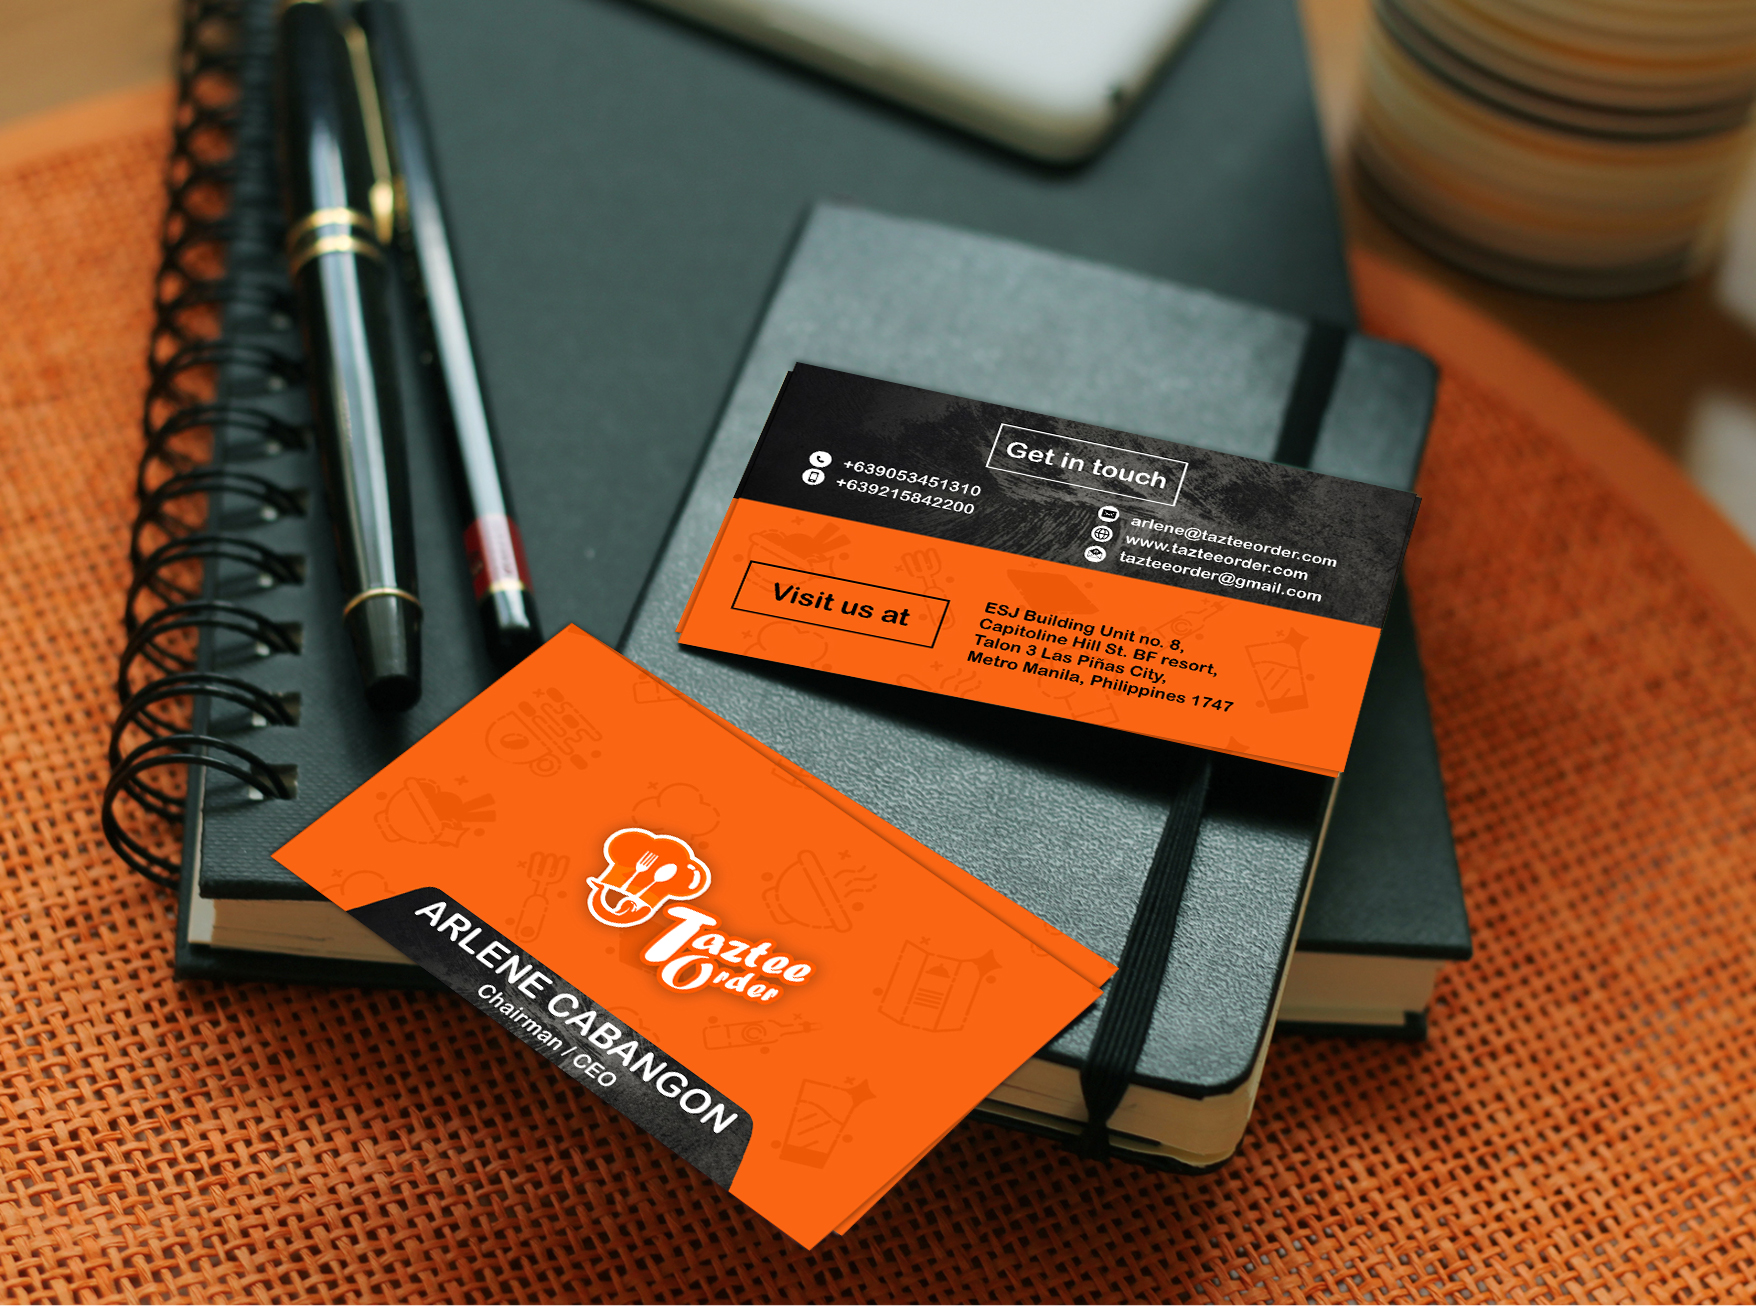 Get in touch
+639053451310
+639215842200
arlene@tazteeorder.com
www.tazteeorder.com
tazteeorder@gmail.com
Visit us at
ESJ Building Unit no. 8,
Capitoline Hill St. BF resort,
Talon 3 Las Piñas City,
Metro Manila, Philippines 1747
Taztee
Order
ARLENE CABANGON
Chairman / CEO